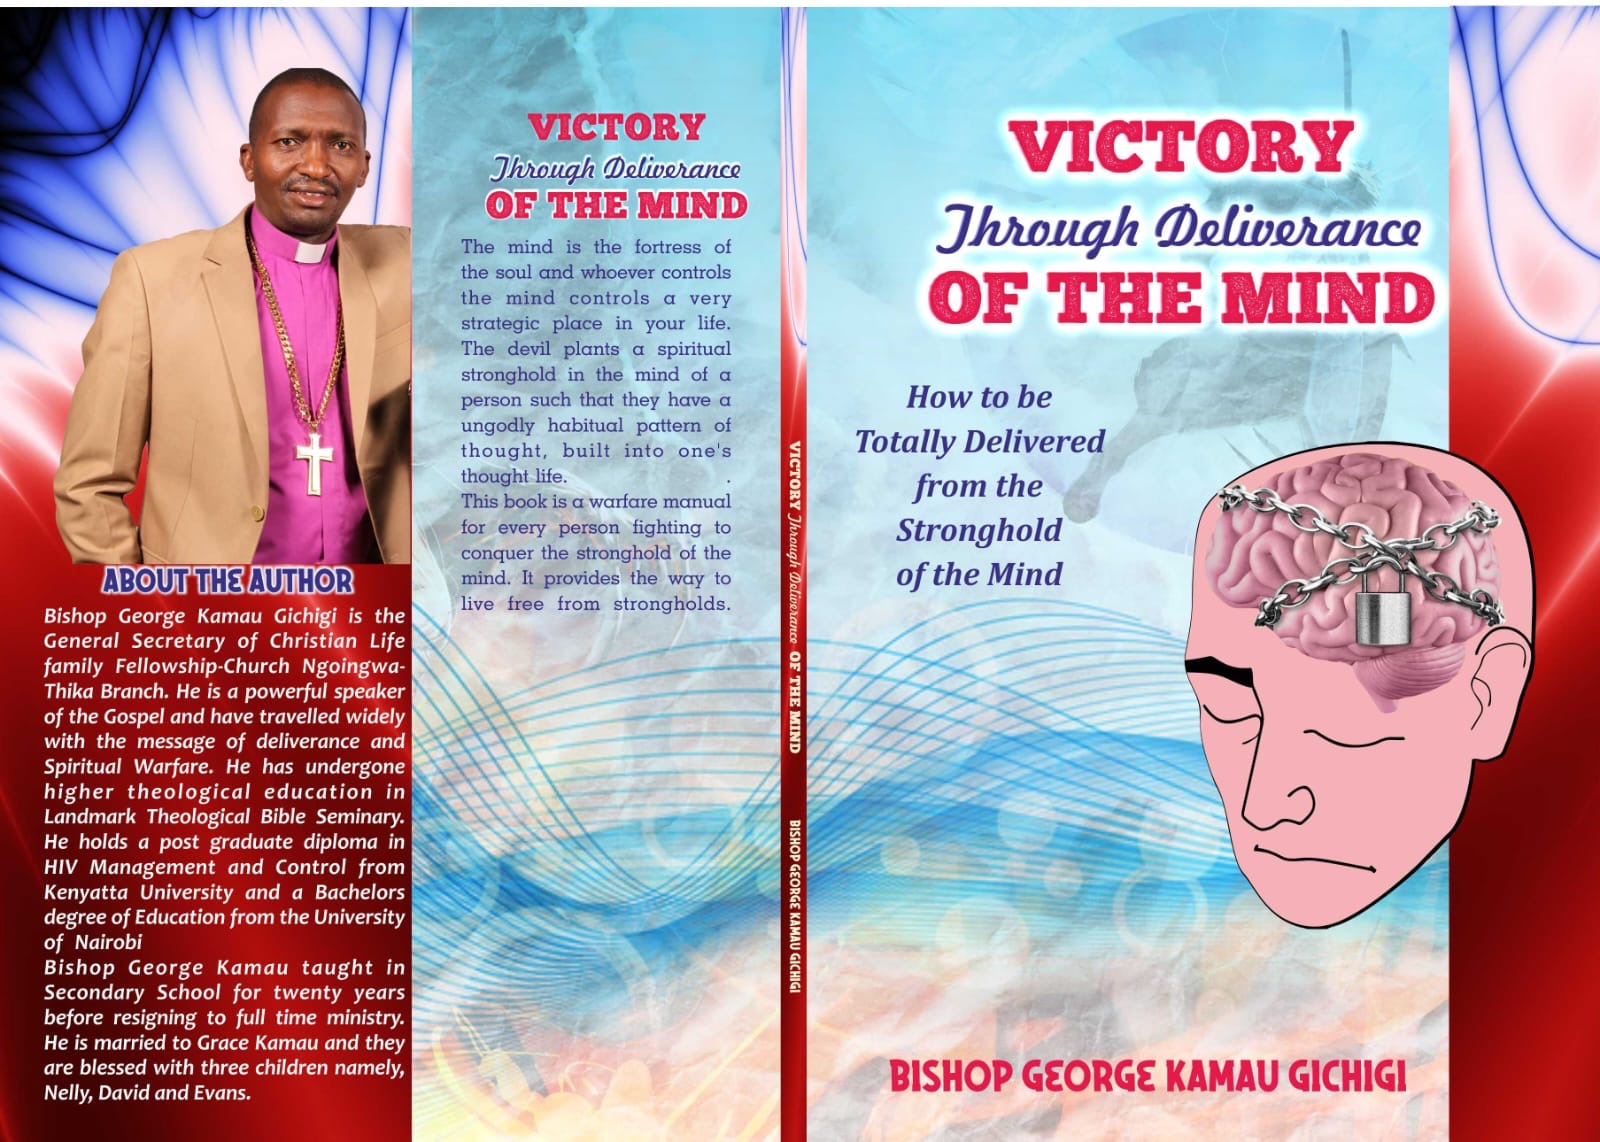 ABOUT THE AUTHOR
Bishop George Kamau Gichigi is the
General Secretary of Christian Life
family Fellowship-Church Ngoingwa-
Thika Branch. He is a powerful speaker
of the Gospel and have travelled widely
with the message of deliverance and
Spiritual Warfare. He has undergone
higher theological education in
Landmark Theological Bible Seminary.
He holds a post graduate diploma in
HIV Management and Control from
Kenyatta University and a Bachelors
degree of Education from the University
of Nairobi
Bishop George Kamau taught in
Secondary School for twenty years
before resigning to full time ministry.
He is married to Grace Kamau and they
are blessed with three children namely,
Nelly, David and Evans.
VICTORY
Through Deliverance
OF THE MIND
The mind is the fortress of
the soul and whoever controls
the mind controls a very
strategic place in your life.
The devil plants a spiritual
stronghold in the mind of a
person such that they have a
ungodly habitual pattern of
thought, built into one's
thought life. .
This book is a warfare manual
for every person fighting to
conquer the stronghold of the
mind. It provides the way to
live free from strongholds.
VICTORY Through Deliverance OF THE MIND BISHOP GEORGE KAMAU GICHIGI
VICTORY
Through Deliverance
OF THE MIND
How to be
Totally Delivered
from the
Stronghold
of the Mind
BISHOP GEORGE KAMAU GICHIGI